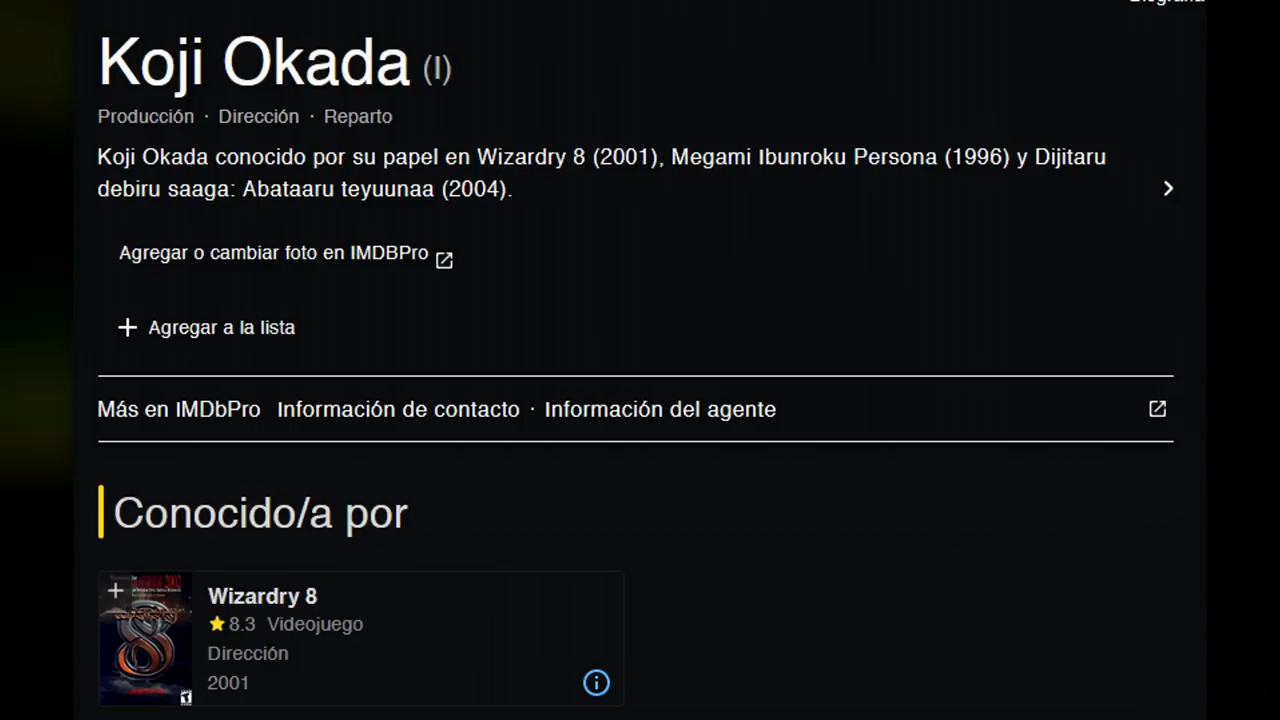 Koji Okada (I)
Producción · Dirección · Reparto
Koji Okada conocido por su papel en Wizardry 8 (2001), Megami Ibunroku Persona (1996) y Dijitaru
debiru saaga: Abataaru teyuunaa (2004).
Agregar o cambiar foto en IMDBPro
Agregar a la lista
Más en IMDbPro Información de contacto · Información del agente
Conocido/a por
Wizardry 8
8.3 Videojuego
Dirección
2001